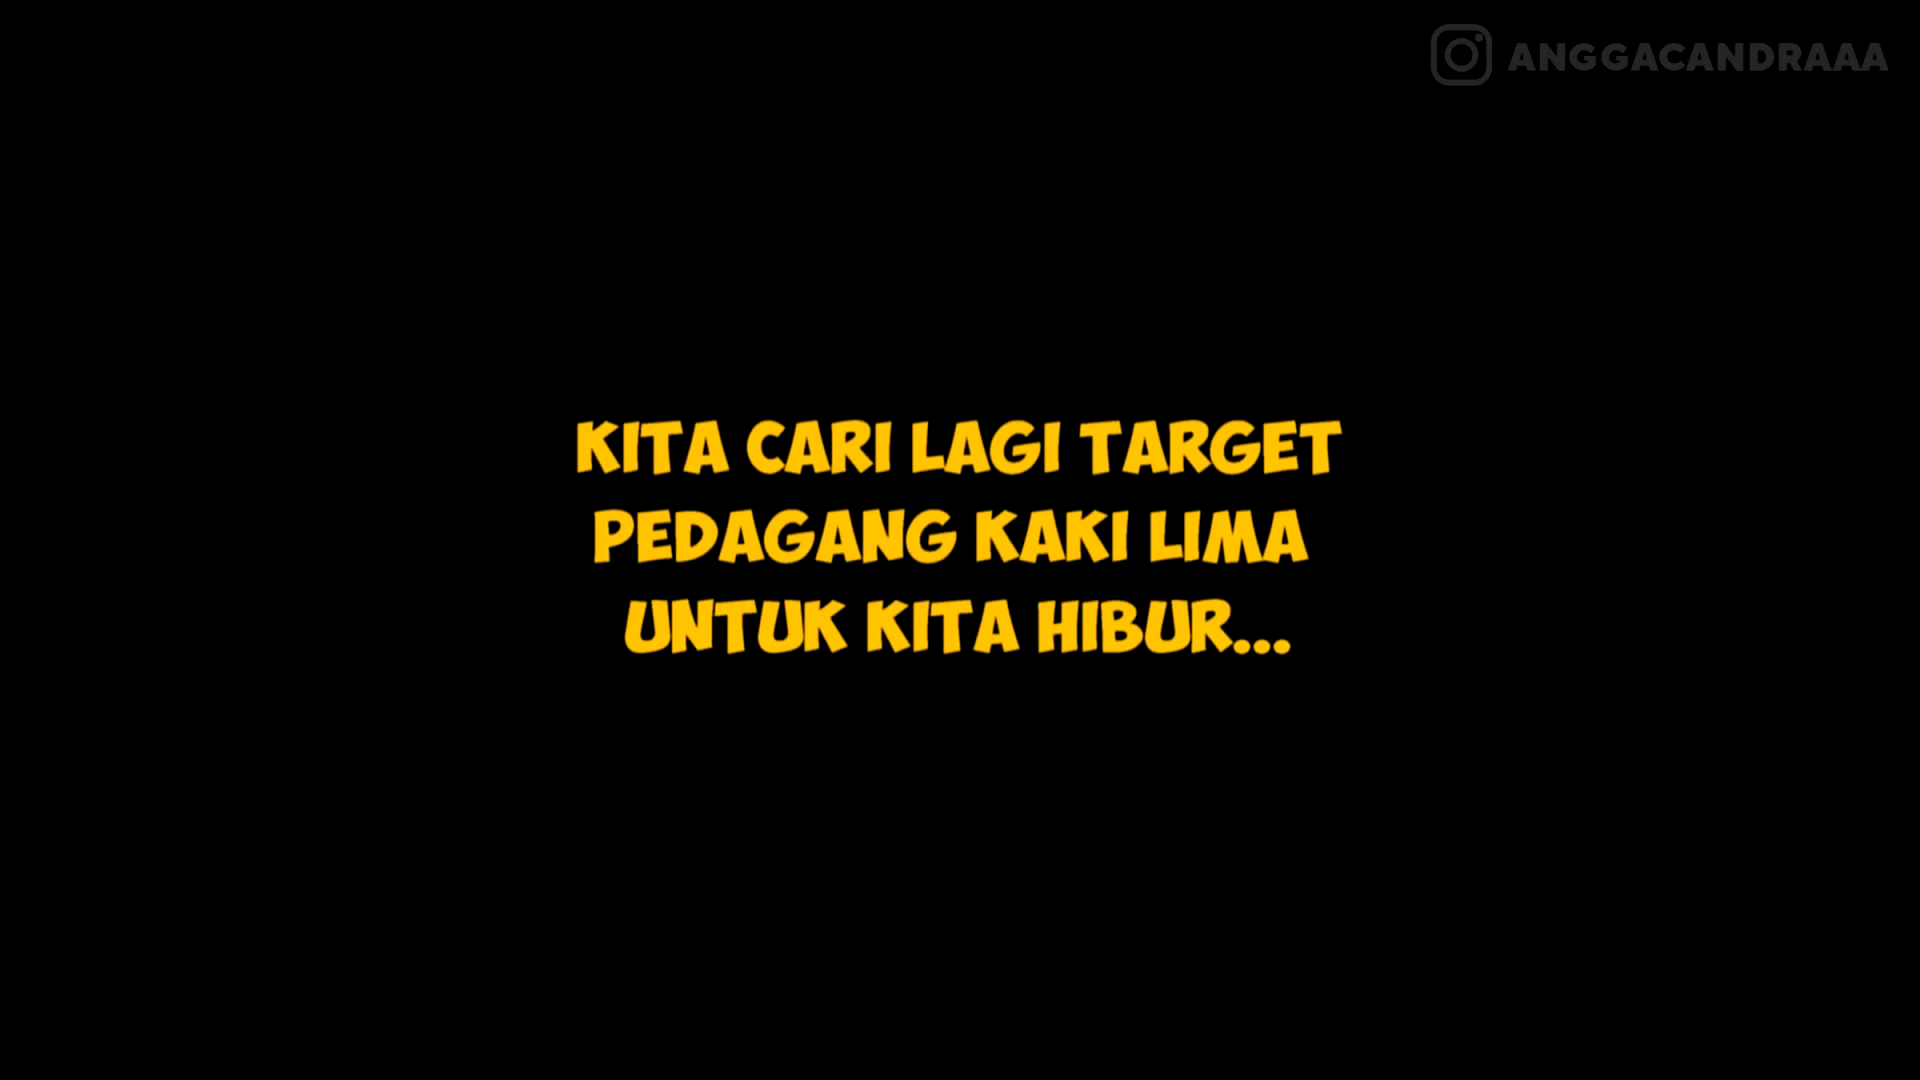 ANGGACANDRAAA
KITA CARI LAGI TARGET
PEDAGANG KAKI LIMA
UNTUK KITA HIBUR...